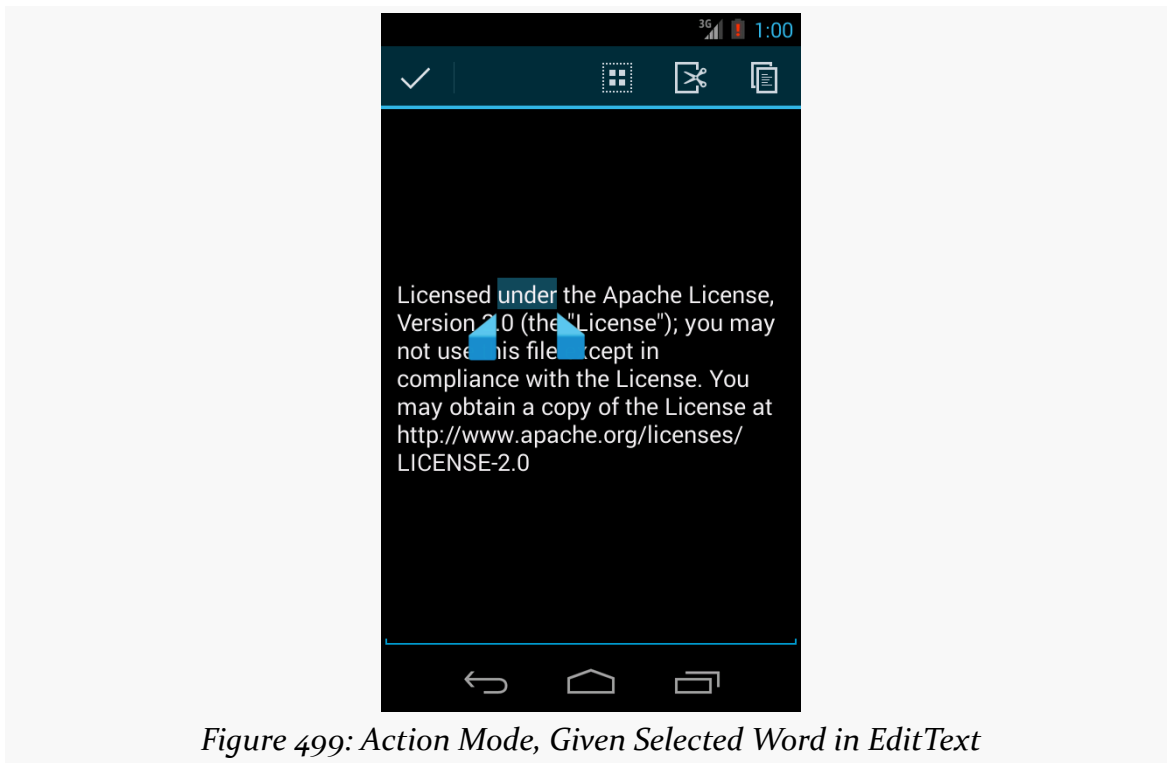 3G 1:00
Licensed under the Apache License,
Version 2.0 (the "License"); you may
not use this file except in
compliance with the License. You
may obtain a copy of the License at
http://www.apache.org/licenses/
LICENSE-2.0
Figure 499: Action Mode, Given Selected Word in EditText